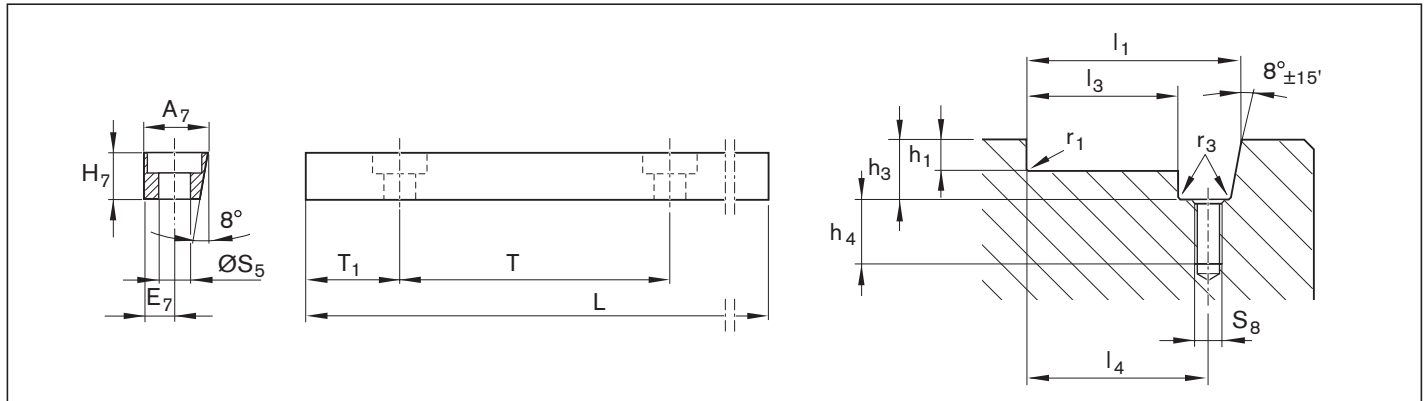 A₇
H₇
8°
ØS₅
E₇
T₁
T
L
l₁
l₃
8°±15'
r₁
h₁
h₃
r₃
h₄
S₈
l₄